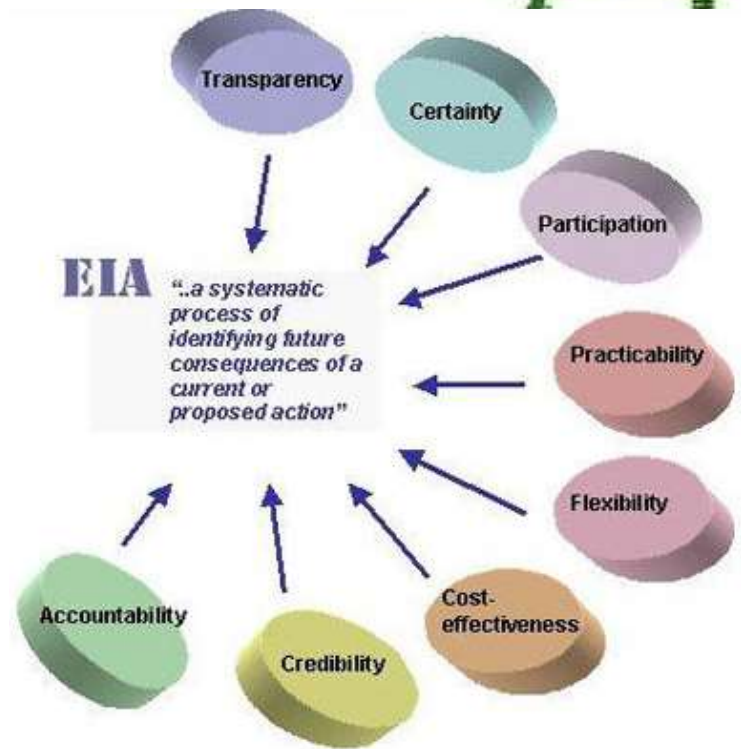 Transparency
Certainty
Participation
EIA
"..a systematic
process of
identifying future
consequences of a
current or
proposed action"
Practicability
Flexibility
Cost-
effectiveness
Credibility
Accountability